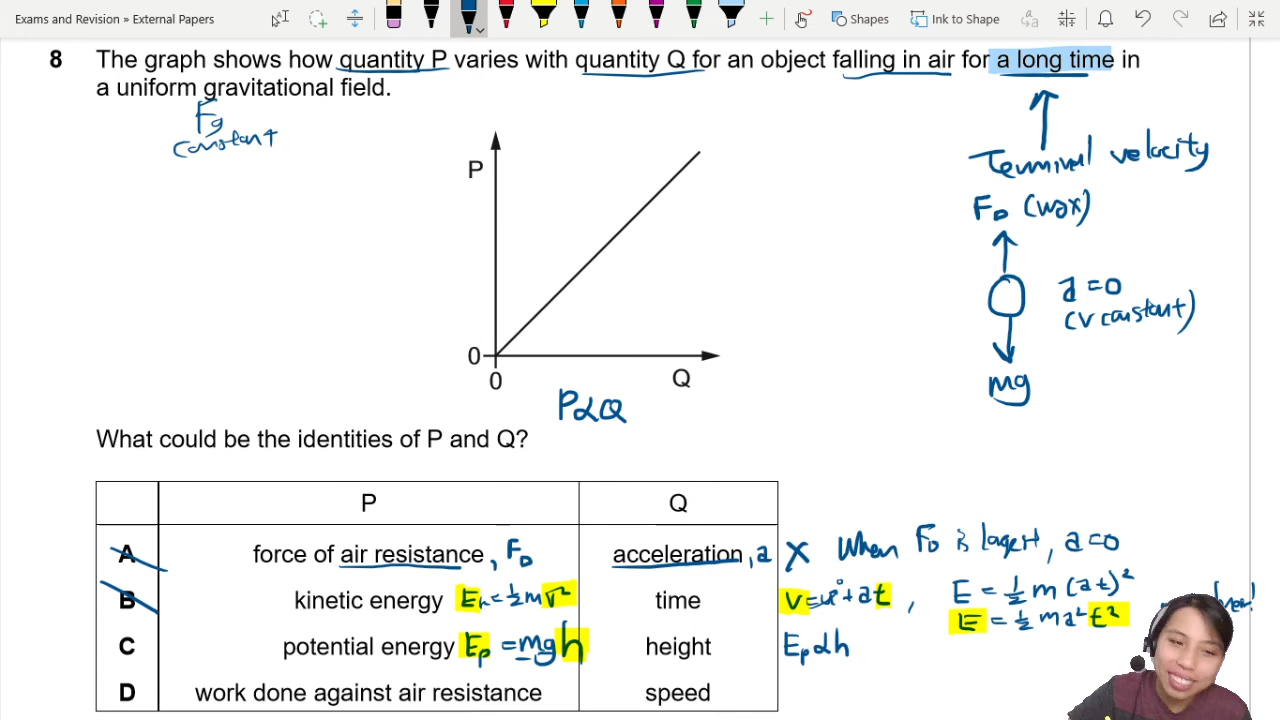 Exams and Revision » External Papers
Shapes
Ink to Shape
8 The graph shows how quantity P varies with quantity Q for an object falling in air for a long time in
a uniform gravitational field.
Fg
constant
Terminal velocity
FD (max)
a=0
(v constant)
mg
P
0
0
Q
P∝Q
What could be the identities of P and Q?
P Q
A force of air resistance, FD acceleration, a X When FD is largest, a=0
B kinetic energy Ek=½mv² time v=u+at, E=½m(at)²
E=½ma²t²
C potential energy Ep=mgh height Ep∝h
D work done against air resistance speed